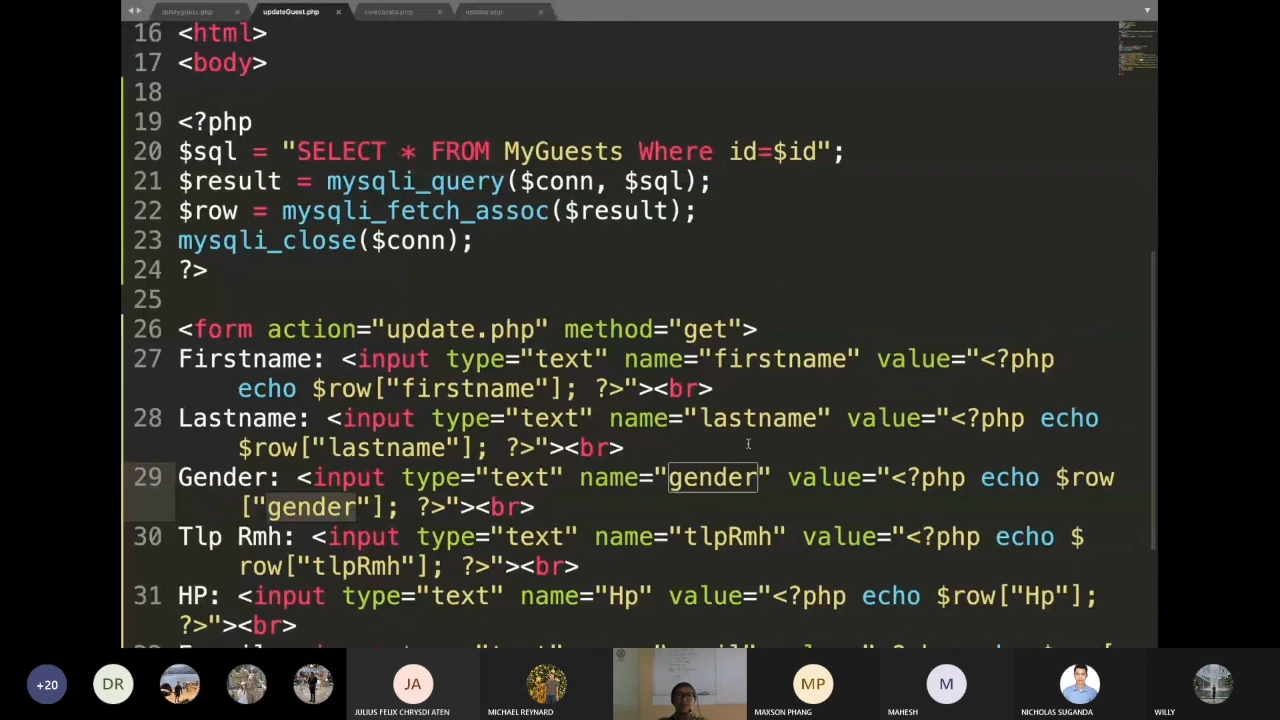 tblMyguest.php
updateGuest.php
selectdata.php
update.php
16 <html>
17 <body>
18
19 <?php
20 $sql = "SELECT * FROM MyGuests Where id=$id";
21 $result = mysqli_query($conn, $sql);
22 $row = mysqli_fetch_assoc($result);
23 mysqli_close($conn);
24 ?>
25
26 <form action="update.php" method="get">
27 Firstname: <input type="text" name="firstname" value="<?php
echo $row["firstname"]; ?>"><br>
28 Lastname: <input type="text" name="lastname" value="<?php echo
$row["lastname"]; ?>"><br>
29 Gender: <input type="text" name="gender" value="<?php echo $row
["gender"]; ?>"><br>
30 Tlp Rmh: <input type="text" name="tlpRmh" value="<?php echo $
row["tlpRmh"]; ?>"><br>
31 HP: <input type="text" name="Hp" value="<?php echo $row["Hp"];
?>"><br>
+20
DR
JA
MP
M
JULIUS FELIX CHRYSDI ATEN
MICHAEL REYNARD
MAXSON PHANG
MAHESH
NICHOLAS SUGANDA
WILLY